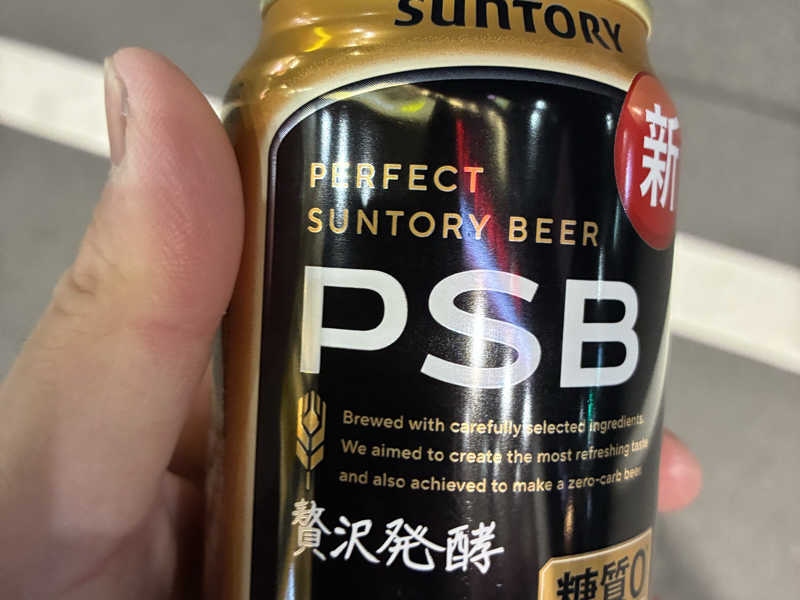 SUNTORY
新
PERFECT
SUNTORY BEER
PSB
Brewed with carefully selected ingredients.
We aimed to create the most refreshing taste
and also achieved to make a zero-carb beer.
贅沢発酵
糖質0